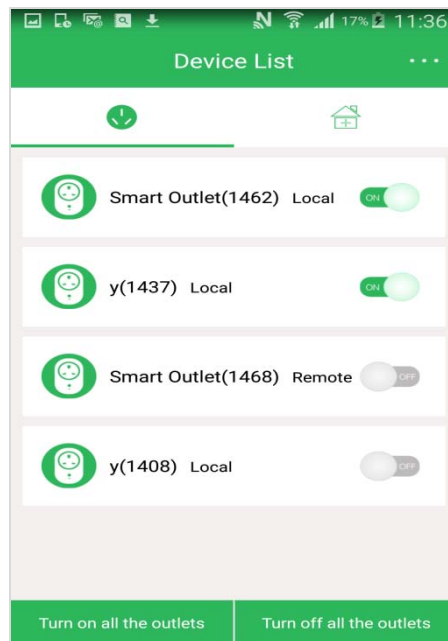 17% 11:36
Device List
Smart Outlet(1462) Local ON
y(1437) Local ON
Smart Outlet(1468) Remote OFF
y(1408) Local OFF
Turn on all the outlets Turn off all the outlets